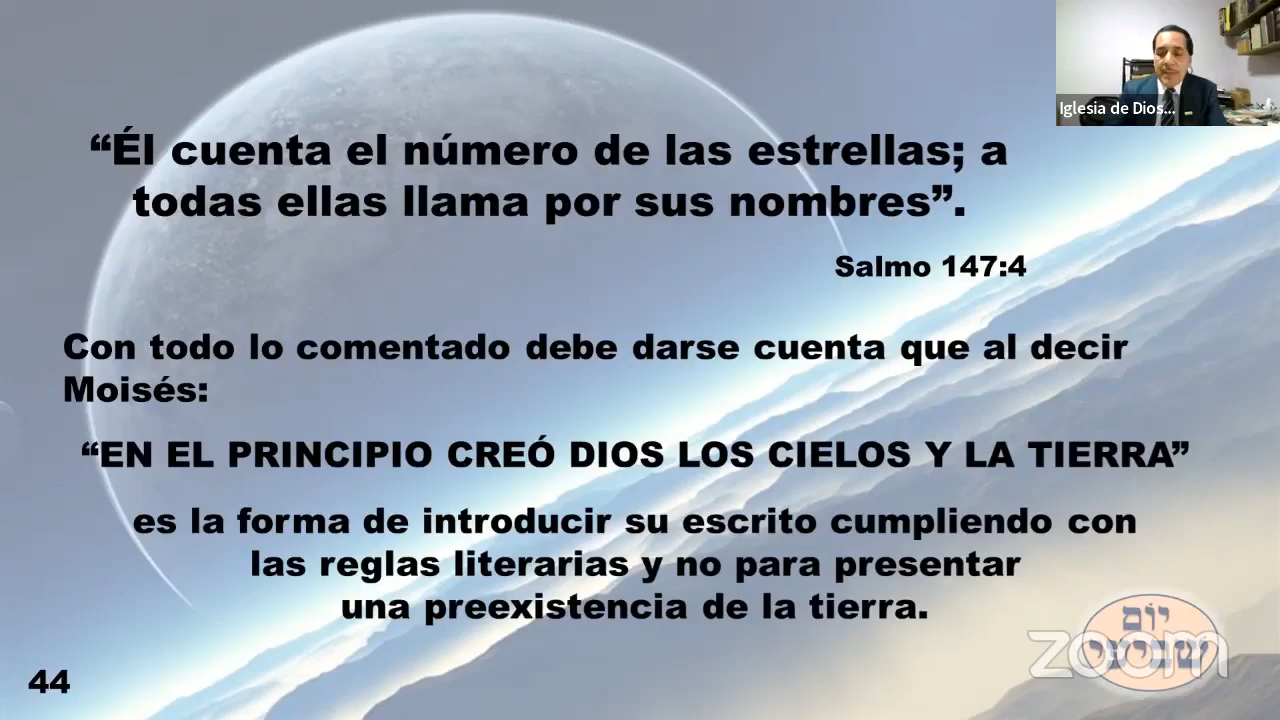 Iglesia de Dios...
“Él cuenta el número de las estrellas; a
todas ellas llama por sus nombres”.
Salmo 147:4
Con todo lo comentado debe darse cuenta que al decir
Moisés:
“EN EL PRINCIPIO CREÓ DIOS LOS CIELOS Y LA TIERRA”
es la forma de introducir su escrito cumpliendo con
las reglas literarias y no para presentar
una preexistencia de la tierra.
יוֹם
שביעי
zoom
44